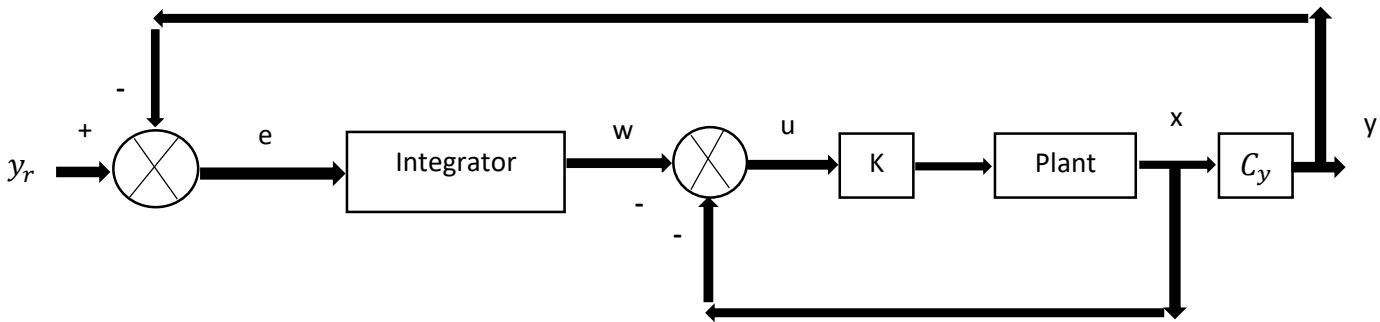 -
+
e
w
u
x
y
y_r
Integrator
K
Plant
C_y
-
-